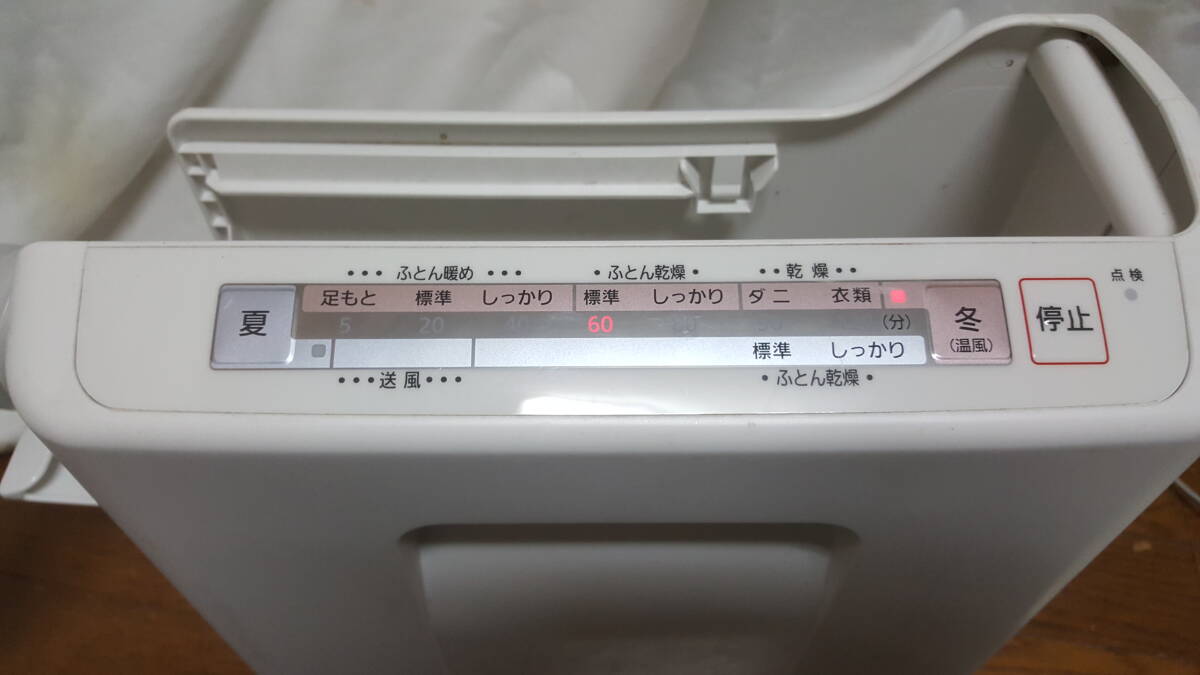 ••• ふとん暖め •••
• ふとん乾燥 •
•• 乾燥 ••
点検
夏
足もと 標準 しっかり 標準 しっかり ダニ 衣類
冬
(温風)
停止
5 20 60 (分)
標準 しっかり
••• 送風 •••
• ふとん乾燥 •